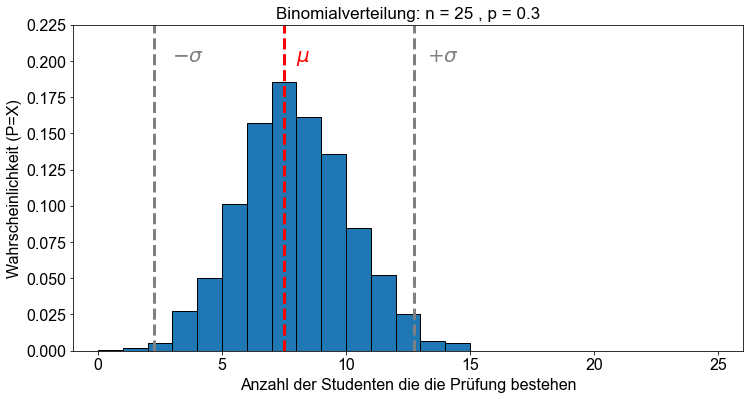 Binomialverteilung: n = 25 , p = 0.3
Wahrscheinlichkeit (P=X)
0.225
0.200
0.175
0.150
0.125
0.100
0.075
0.050
0.025
0.000
−σ
μ
+σ
0 5 10 15 20 25
Anzahl der Studenten die die Prüfung bestehen